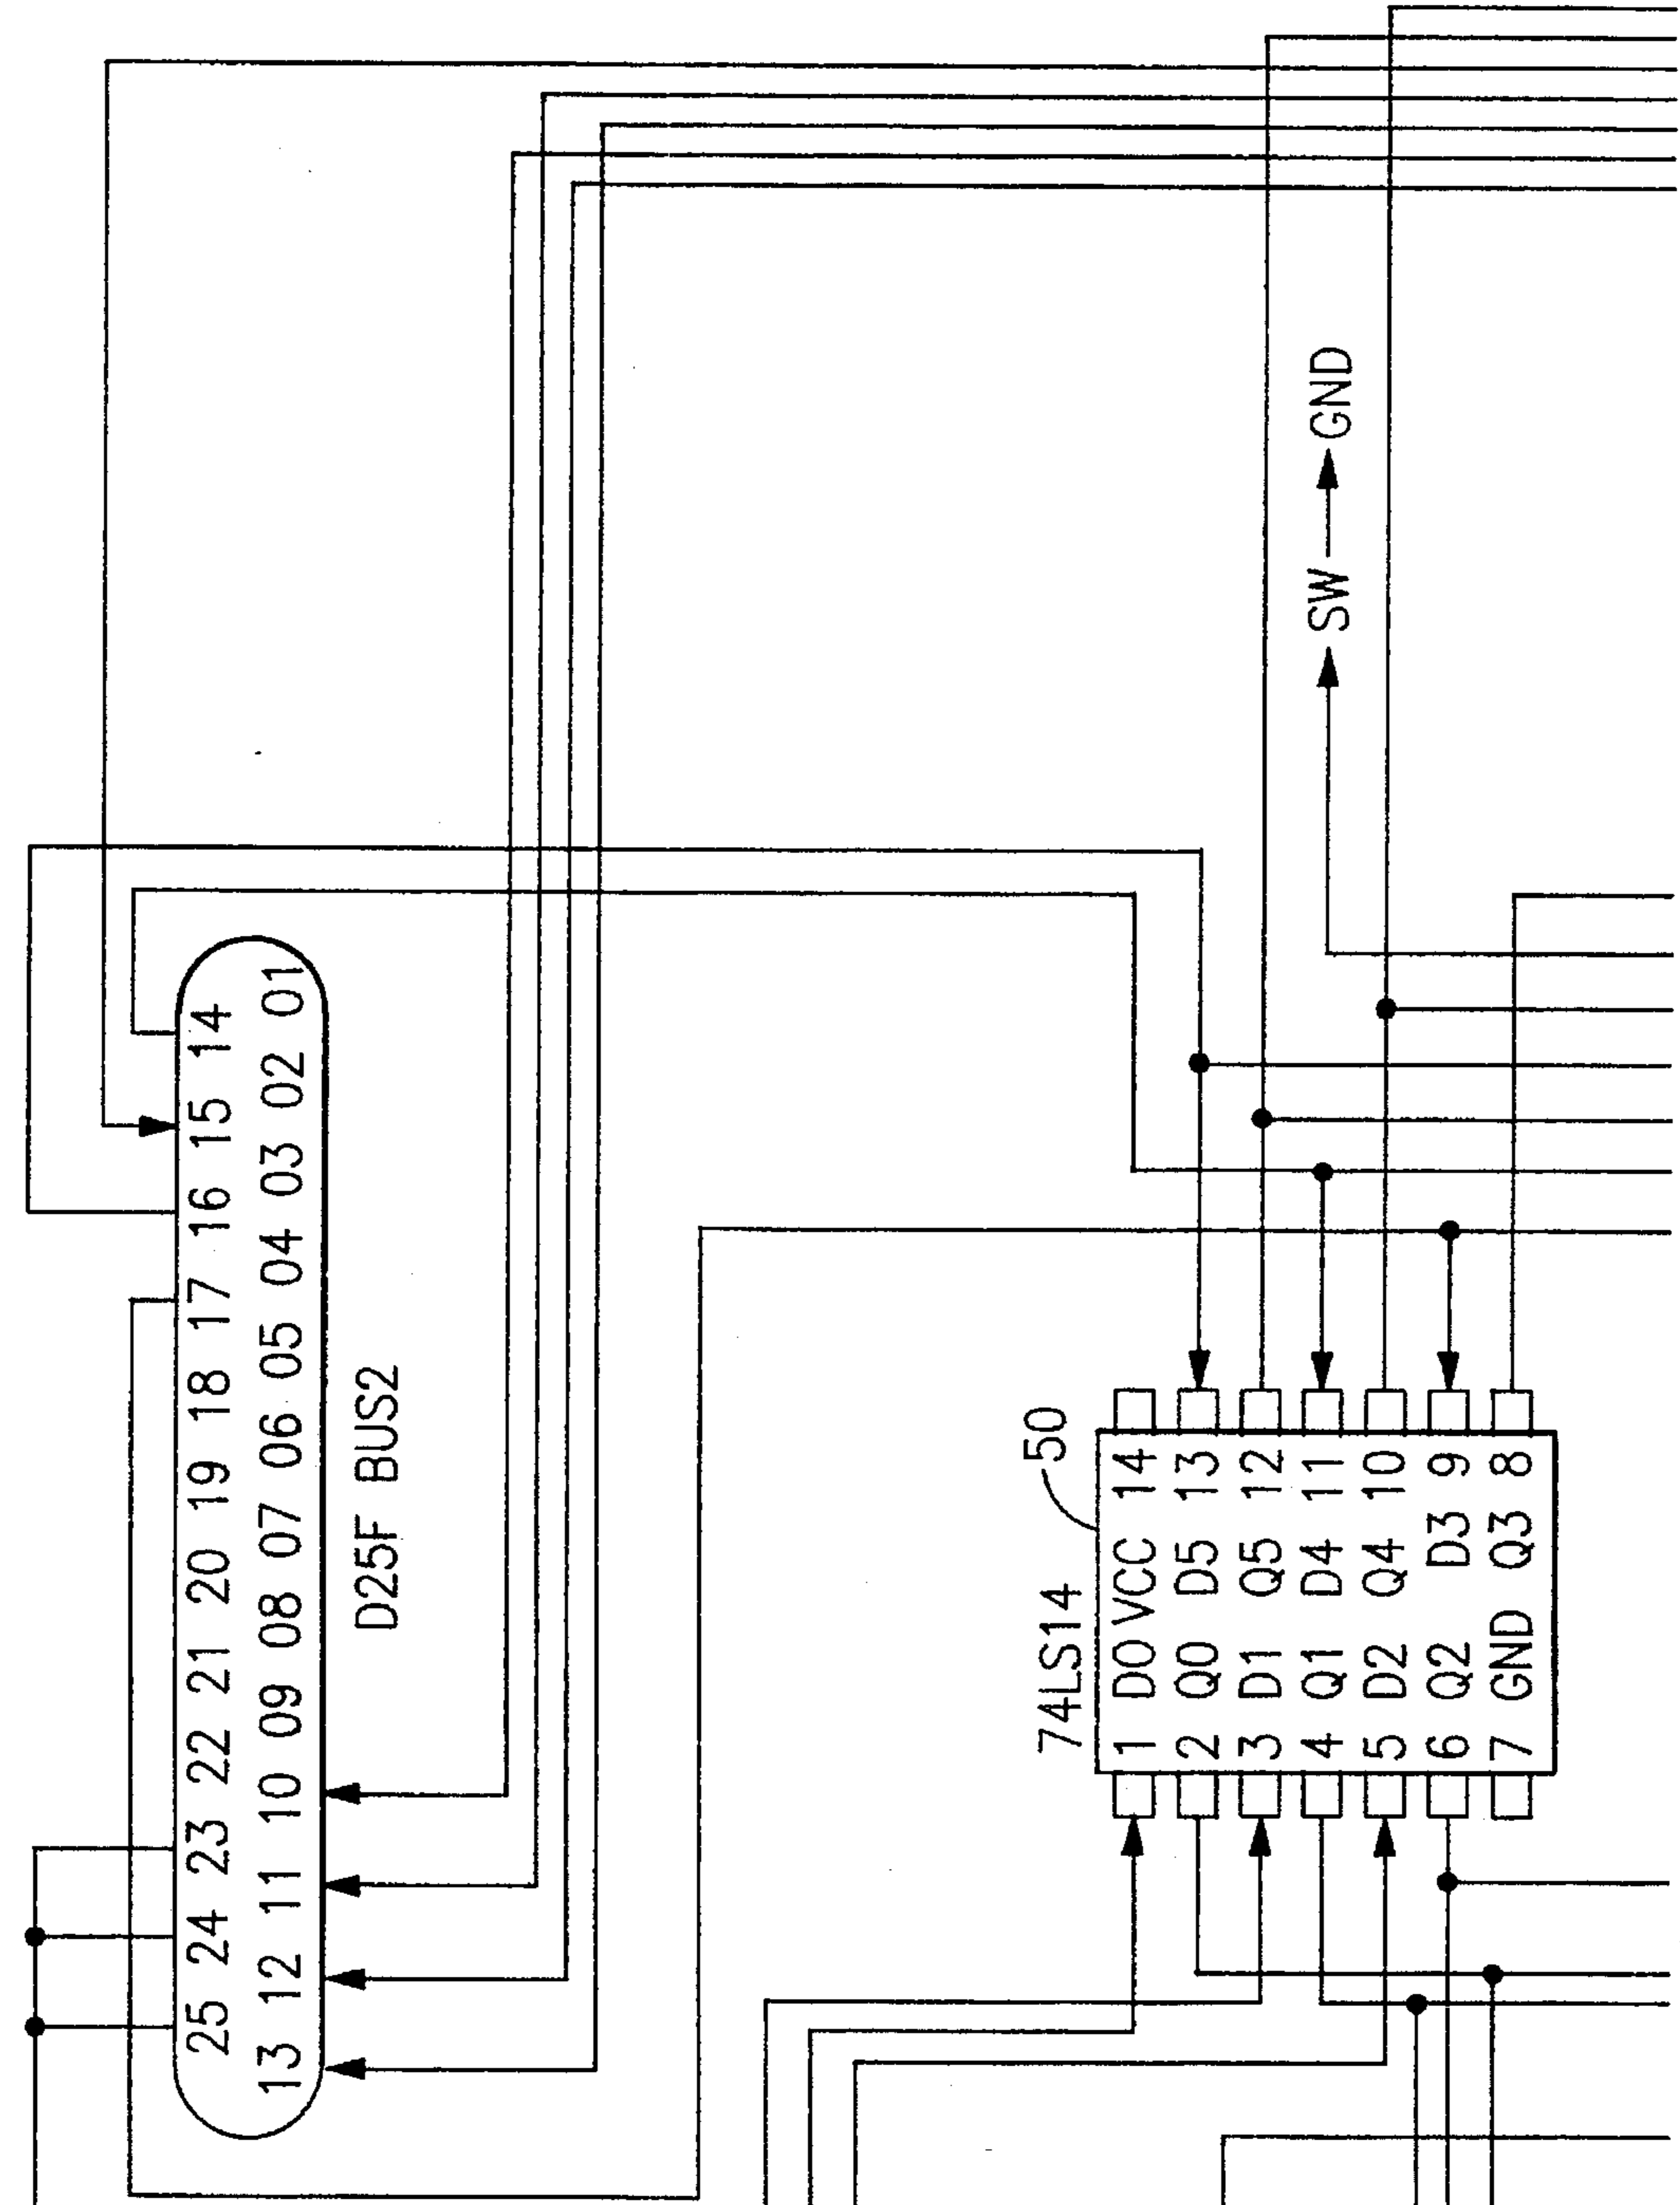 25 24 23 22 21 20 19 18 17 16 15 14
13 12 11 10 09 08 07 06 05 04 03 02 01
D25F BUS2
SW
GND
74LS14
50
1 D0 VCC 14
2 Q0 D5 13
3 D1 Q5 12
4 Q1 D4 11
5 D2 Q4 10
6 Q2 D3 9
7 GND Q3 8